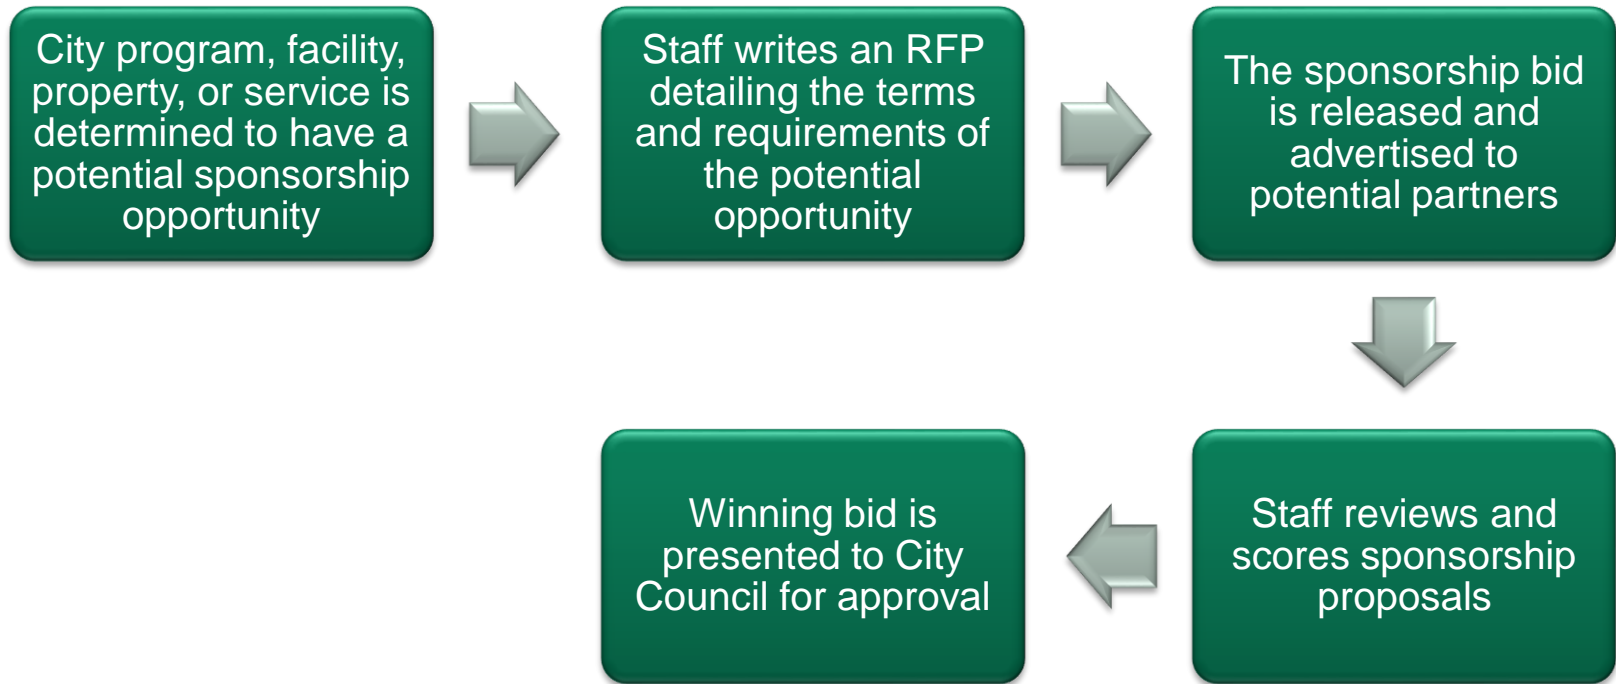 City program, facility,
property, or service is
determined to have a
potential sponsorship
opportunity
Staff writes an RFP
detailing the terms
and requirements of
the potential
opportunity
The sponsorship bid
is released and
advertised to
potential partners
Staff reviews and
scores sponsorship
proposals
Winning bid is
presented to City
Council for approval